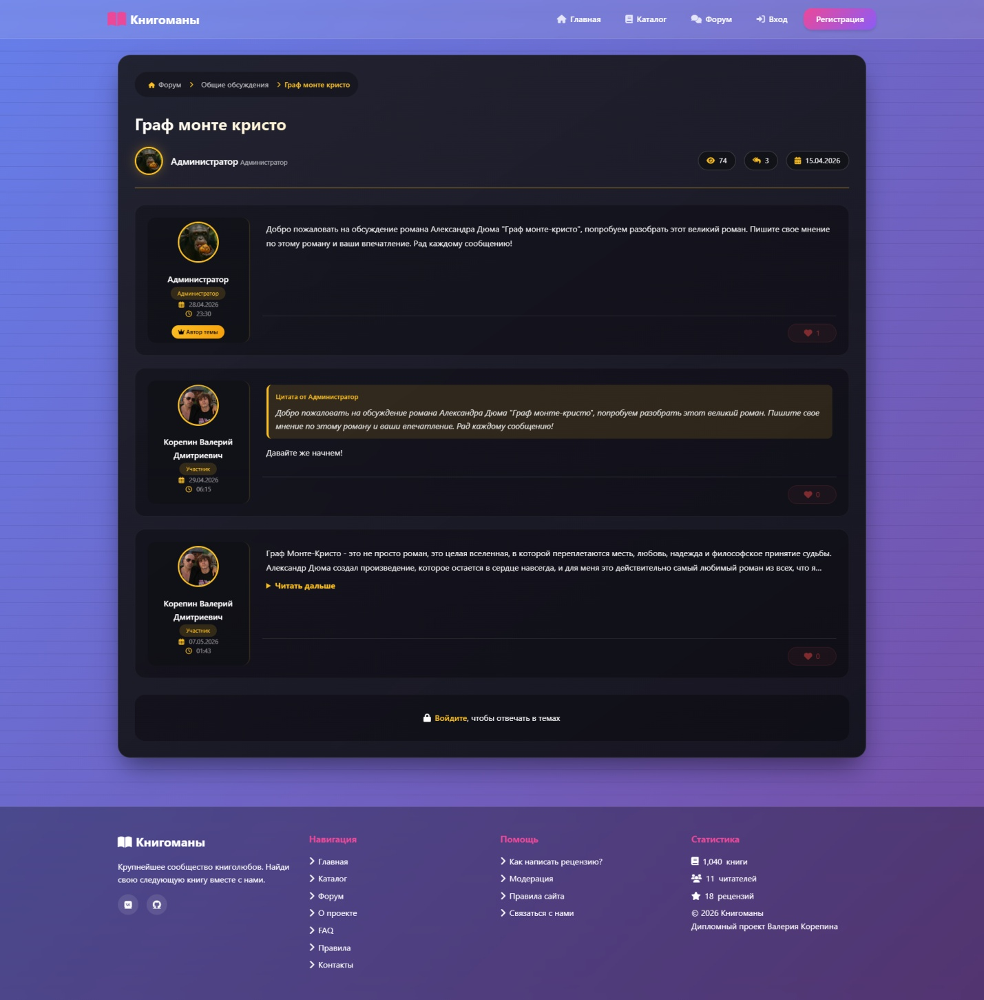 Книгоманы
Главная
Каталог
Форум
Вход
Регистрация
Форум
Общие обсуждения
Граф монте кристо
Граф монте кристо
Администратор Администратор
74
3
15.04.2026
Добро пожаловать на обсуждение романа Александра Дюма "Граф монте-кристо", попробуем разобрать этот великий роман. Пишите свое мнение
по этому роману и ваши впечатление. Рад каждому сообщению!
Администратор
Администратор
28.04.2026
23:30
Автор темы
1
Цитата от Администратор
Добро пожаловать на обсуждение романа Александра Дюма "Граф монте-кристо", попробуем разобрать этот великий роман. Пишите свое
мнение по этому роману и ваши впечатление. Рад каждому сообщению!
Давайте же начнем!
Корепин Валерий
Дмитриевич
Участник
29.04.2026
06:15
0
Граф Монте-Кристо - это не просто роман, это целая вселенная, в которой переплетаются месть, любовь, надежда и философское принятие судьбы.
Александр Дюма создал произведение, которое остается в сердце навсегда, и для меня это действительно самый любимый роман из всех, что я...
Читать дальше
Корепин Валерий
Дмитриевич
Участник
07.05.2026
01:43
0
Войдите, чтобы отвечать в темах
Книгоманы
Крупнейшее сообщество книголюбов. Найди
свою следующую книгу вместе с нами.
Навигация
Главная
Каталог
Форум
О проекте
FAQ
Правила
Контакты
Помощь
Как написать рецензию?
Модерация
Правила сайта
Связаться с нами
Статистика
1,040 книги
11 читателей
18 рецензий
© 2026 Книгоманы
Дипломный проект Валерия Корепина